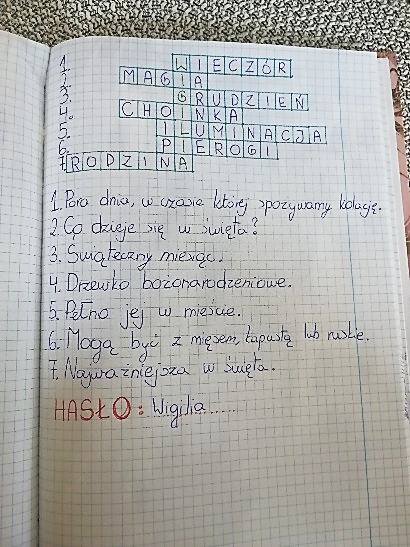 1. WIECZÓR
2. MAGIA
3. GRUDZIEŃ
4. CHOINKA
5. ILUMINACJA
6. PIEROGI
7. RODZINA
1. Pora dnia, w czasie której spożywamy kolację.
2. Co dzieje się w święta?
3. Świąteczny miesiąc.
4. Drzewko bożonarodzeniowe.
5. Pełno jej w mieście.
6. Mogą być z mięsem, kapustą lub ruskie.
7. Najważniejsza w święta.
HASŁO: Wigilia......